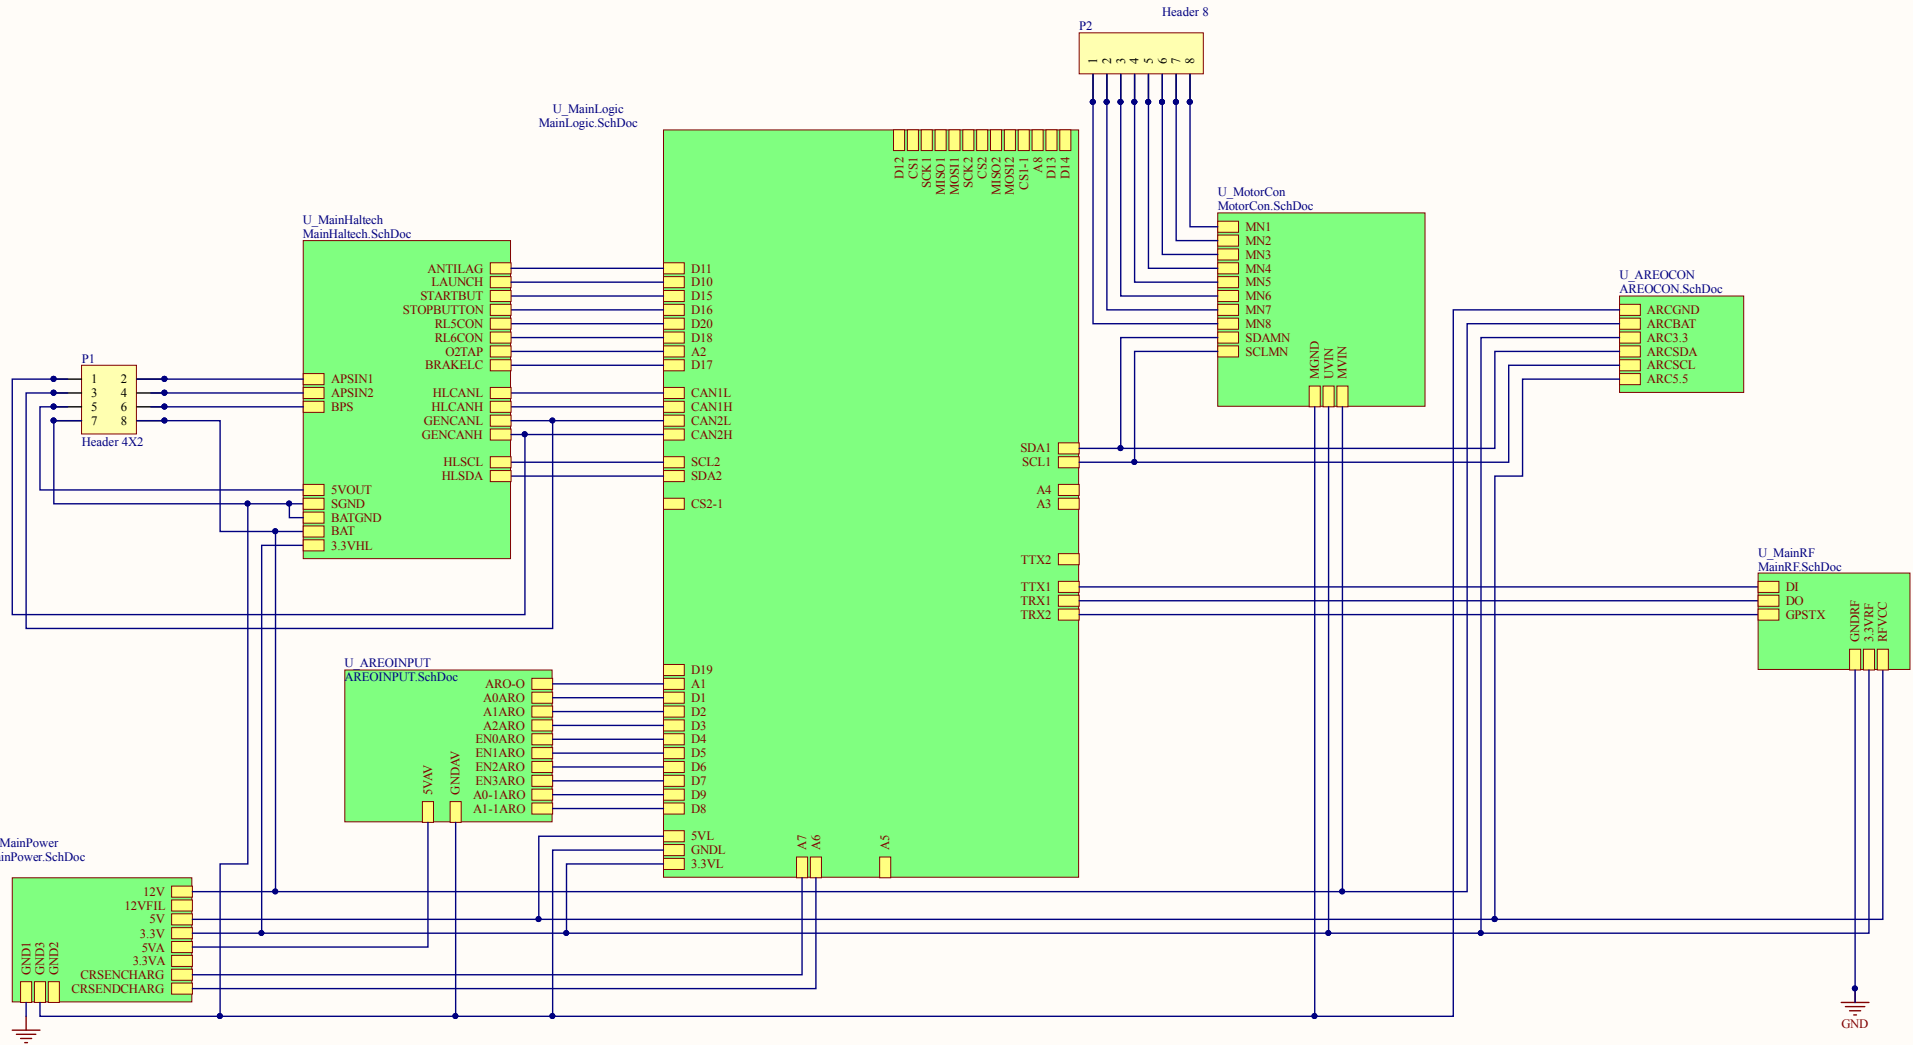 Header 8
P2
1 2 3 4 5 6 7 8
U_MainLogic
MainLogic.SchDoc
D12
CS1
SCK1
MISO1
MOSI1
SCK2
CS2
MISO2
MOSI2
CS1-1
A8
D13
D14
D11
D10
D15
D16
D20
D18
A2
D17
CAN1L
CAN1H
CAN2L
CAN2H
SCL2
SDA2
CS2-1
D19
A1
D1
D2
D3
D4
D5
D6
D7
D9
D8
5VL
GNDL
3.3VL
A7
A6
A5
SDA1
SCL1
A4
A3
TTX2
TTX1
TRX1
TRX2
U_MotorCon
MotorCon.SchDoc
MN1
MN2
MN3
MN4
MN5
MN6
MN7
MN8
SDAMN
SCLMN
MGND
UVIN
MVIN
U_AREOCON
AREOCON.SchDoc
ARCGND
ARCBAT
ARC3.3
ARCSDA
ARCSCL
ARC5.5
U_MainHaltech
MainHaltech.SchDoc
ANTILAG
LAUNCH
STARTBUT
STOPBUTTON
RL5CON
RL6CON
O2TAP
BRAKELC
HLCANL
HLCANH
GENCANL
GENCANH
HLSCL
HLSDA
APSIN1
APSIN2
BPS
5VOUT
SGND
BATGND
BAT
3.3VHL
P1
1 2
3 4
5 6
7 8
Header 4X2
U_MainRF
MainRF.SchDoc
DI
DO
GPSTX
GNDRF
3.3VRF
RFVCC
GND
U_AREOINPUT
AREOINPUT.SchDoc
ARO-O
A0ARO
A1ARO
A2ARO
EN0ARO
EN1ARO
EN2ARO
EN3ARO
A0-1ARO
A1-1ARO
5VAV
GNDAV
MainPower
inPower.SchDoc
12V
12VFIL
5V
3.3V
5VA
3.3VA
CRSENCHARG
CRSENDCHARG
GND1
GND3
GND2